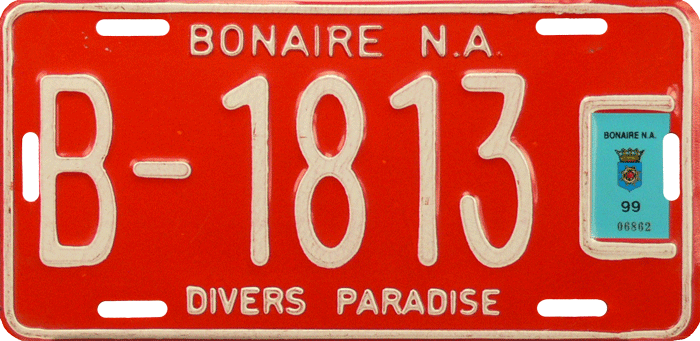 BONAIRE N.A.
B-1813
BONAIRE N.A.
99
06862
DIVERS PARADISE